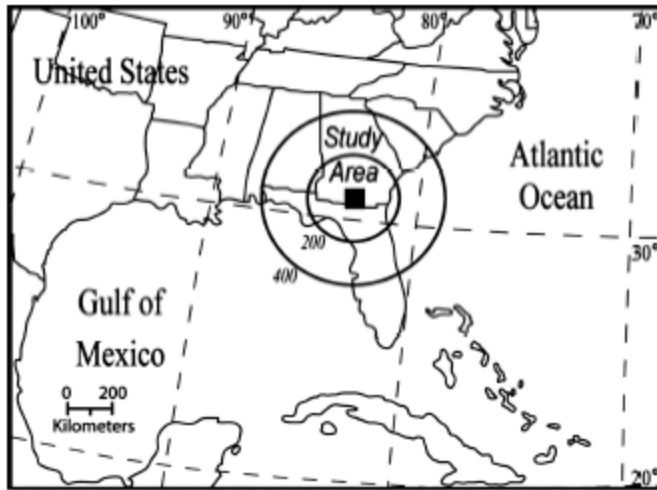 100°
90°
80°
70°
United States
Study
Area
Atlantic
Ocean
200
30°
400
Gulf of
Mexico
0 200
Kilometers
20°